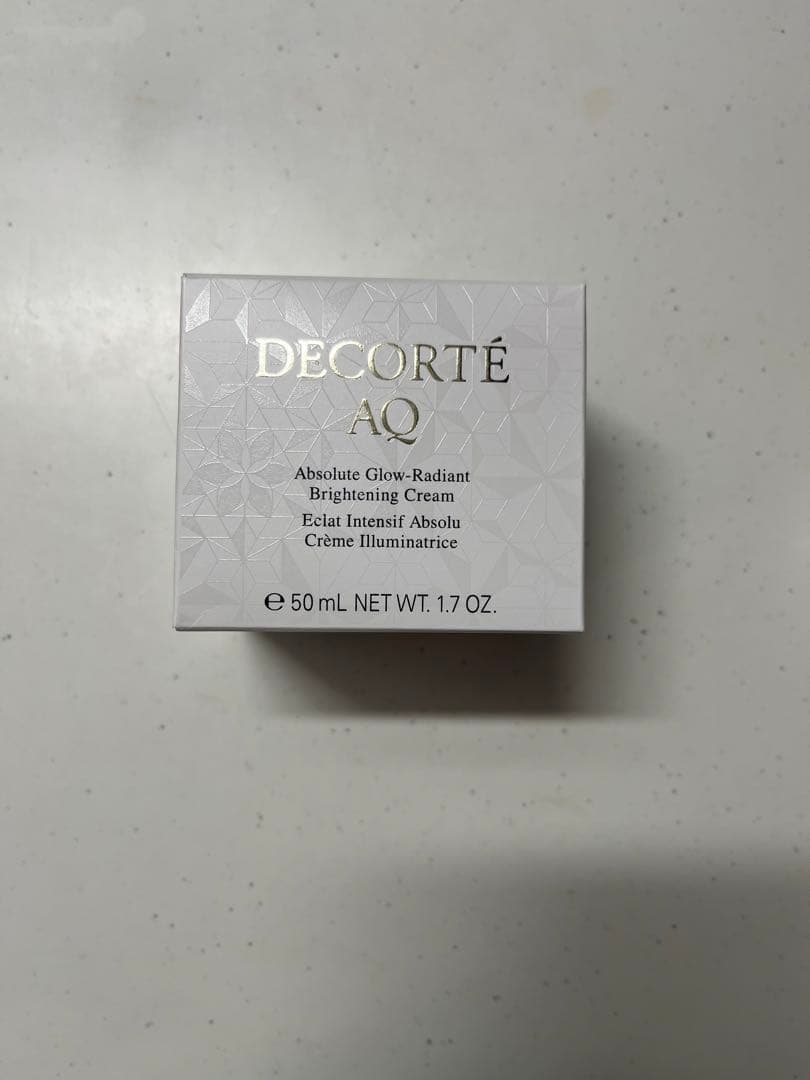 DECORTÉ
AQ
Absolute Glow-Radiant
Brightening Cream
Eclat Intensif Absolu
Crème Illuminatrice
℮ 50 mL NET WT. 1.7 OZ.